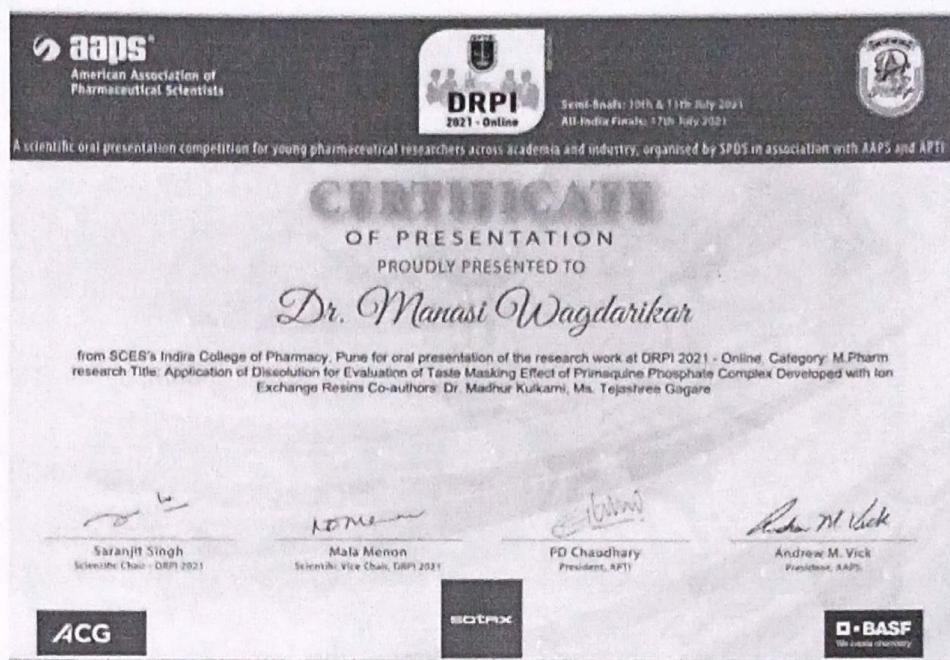 aaps
American Association of
Pharmaceutical Scientists
DRPI
2021 - Online
Semi-finals: 10th & 11th July 2021
All-India Finals: 17th July 2021
A scientific oral presentation competition for young pharmaceutical researchers across academia and industry, organised by SPDS in association with AAPS and APTI
CERTIFICATE
OF PRESENTATION
PROUDLY PRESENTED TO
Dr. Manasi Wagdarikar
from SCES's Indira College of Pharmacy, Pune for oral presentation of the research work at DRPI 2021 - Online, Category: M.Pharm
research Title: Application of Dissolution for Evaluation of Taste Masking Effect of Primaquine Phosphate Complex Developed with Ion
Exchange Resins Co-authors: Dr. Madhur Kulkarni, Ms. Tejashree Gagare
Saranjit Singh
Scientific Chair - DRPI 2021
Mala Menon
Scientific Vice Chair, DRPI 2021
PD Chaudhary
President, APTI
Andrew M. Vick
President, AAPS
ACG
SOTAX
BASF
We create chemistry